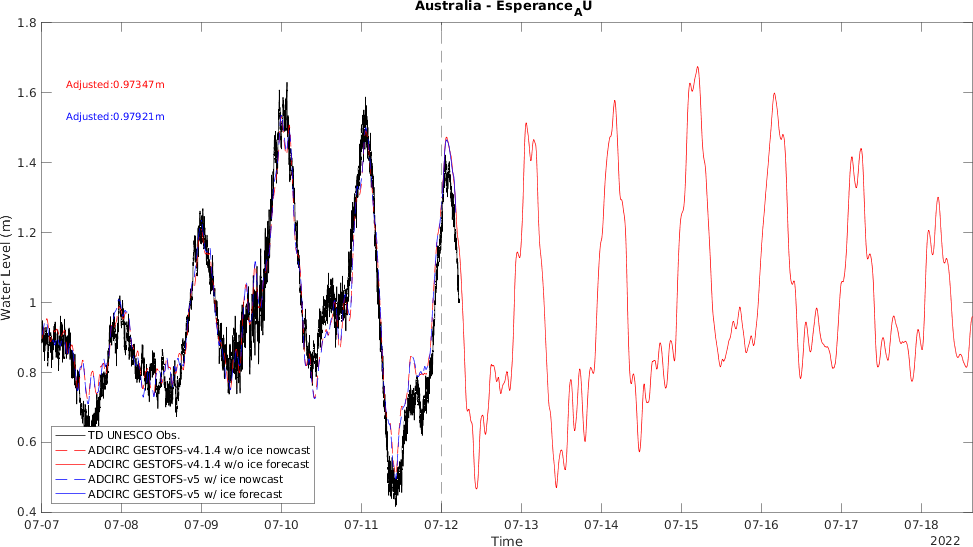 Australia - Esperance_AU
1.8
1.6
1.4
1.2
1
0.8
0.6
0.4
Water Level (m)
Adjusted:0.97347m
Adjusted:0.97921m
TD UNESCO Obs.
ADCIRC GESTOFS-v4.1.4 w/o ice nowcast
ADCIRC GESTOFS-v4.1.4 w/o ice forecast
ADCIRC GESTOFS-v5 w/ ice nowcast
ADCIRC GESTOFS-v5 w/ ice forecast
07-07 07-08 07-09 07-10 07-11 07-12 07-13 07-14 07-15 07-16 07-17 07-18
Time
2022